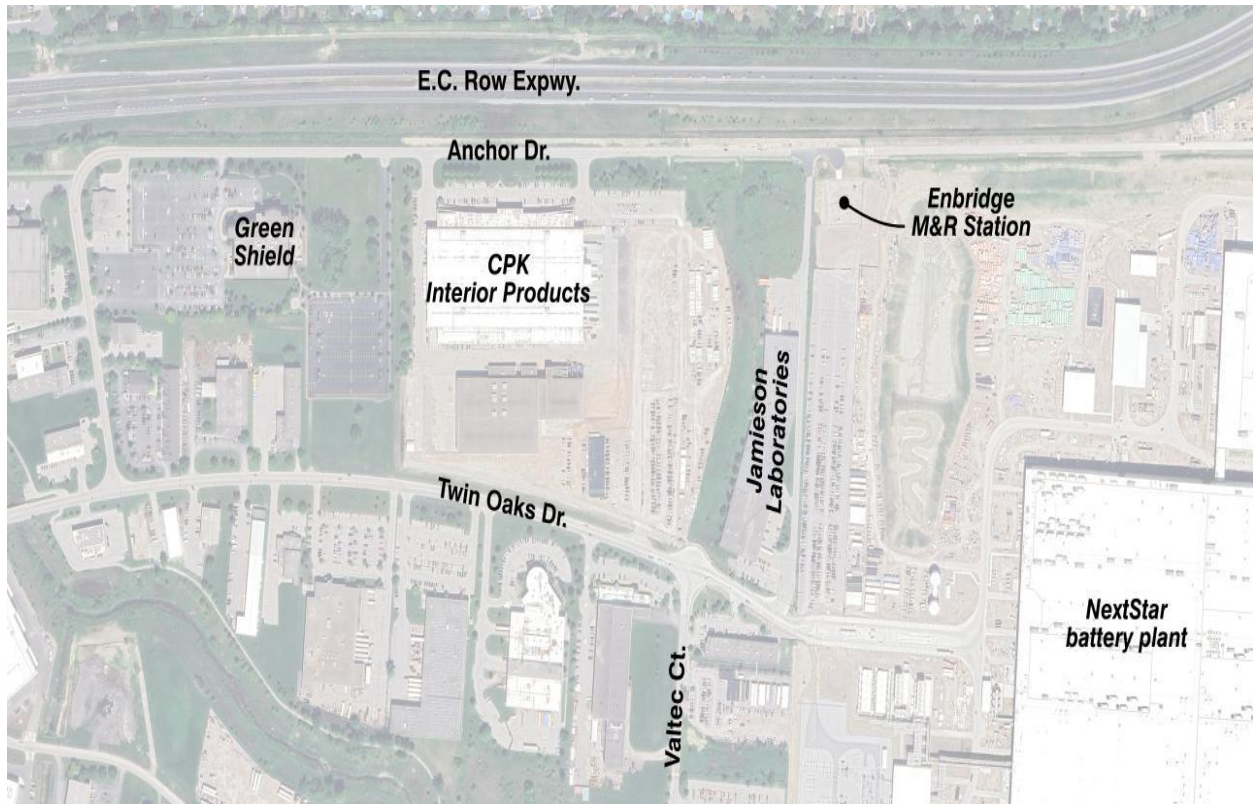 E.C. Row Expwy.
Anchor Dr.
Enbridge
M&R Station
Green
Shield
CPK
Interior Products
Jamieson
Laboratories
Twin Oaks Dr.
NextStar
battery plant
Valtec Ct.